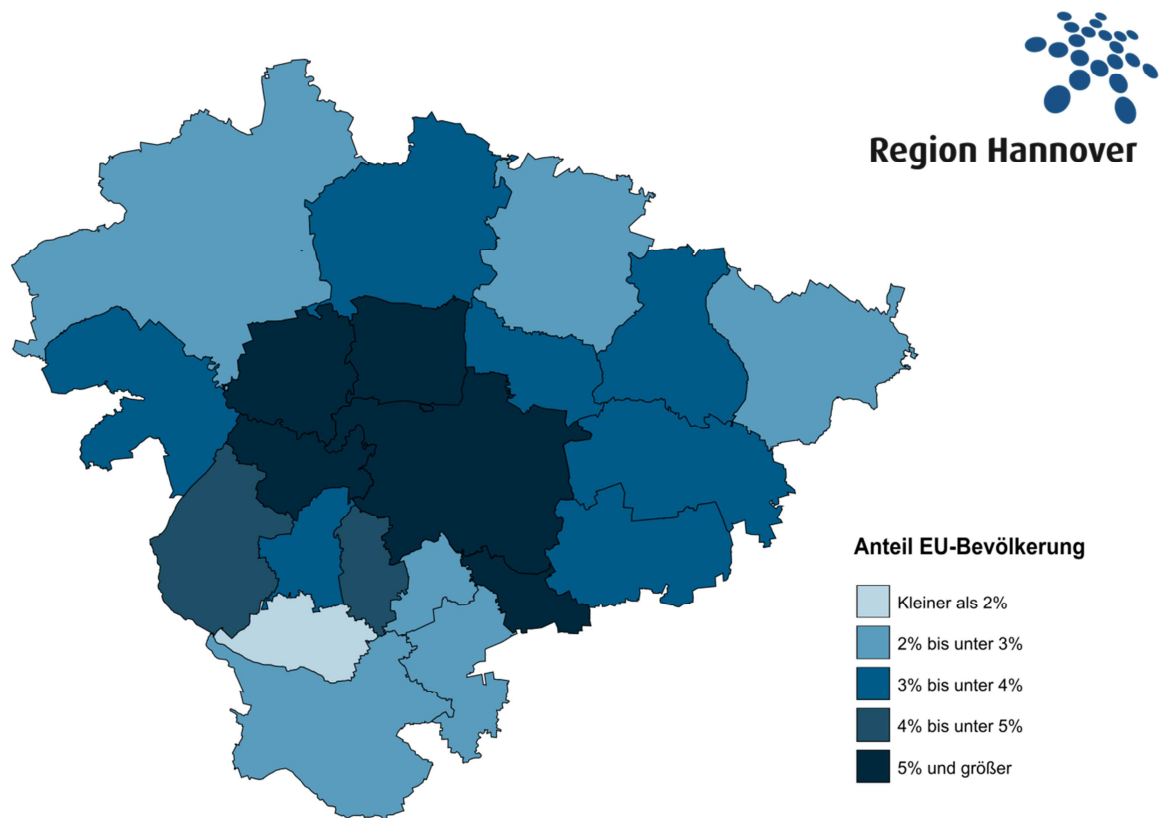 Region Hannover
Anteil EU-Bevölkerung
Kleiner als 2%
2% bis unter 3%
3% bis unter 4%
4% bis unter 5%
5% und größer